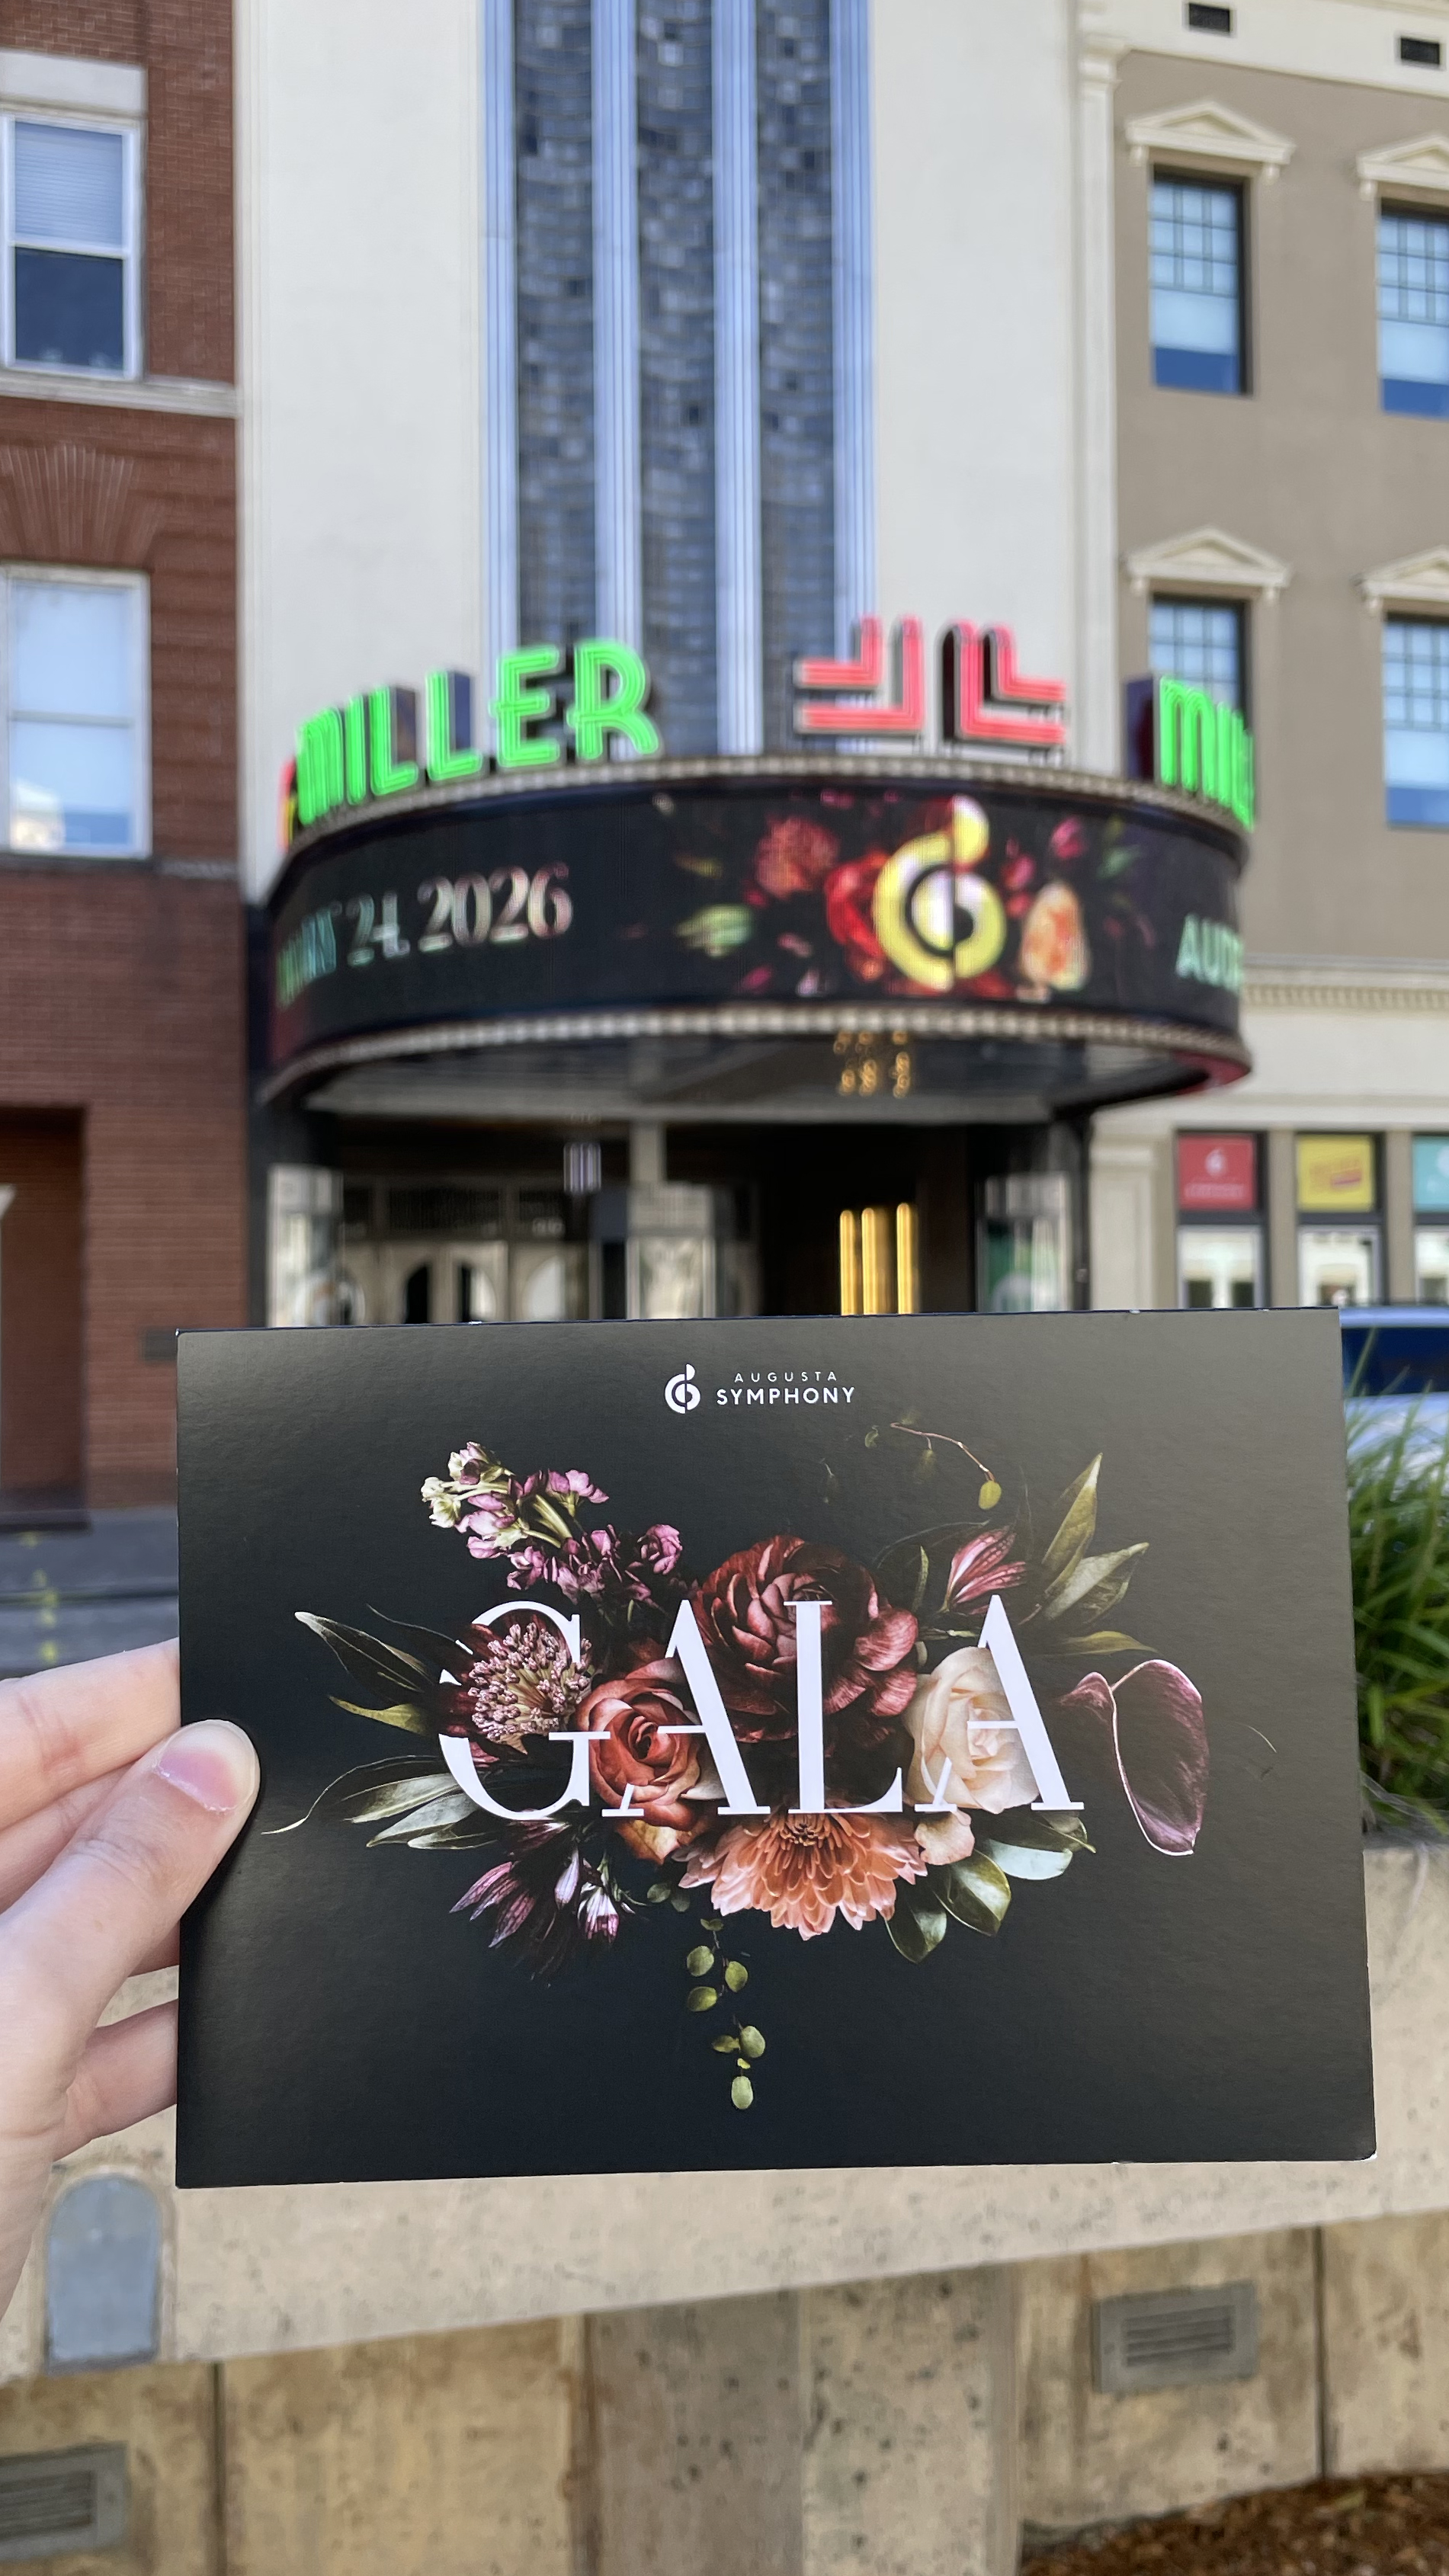 MILLER
24, 2026
AUGUSTA
SYMPHONY
GALA